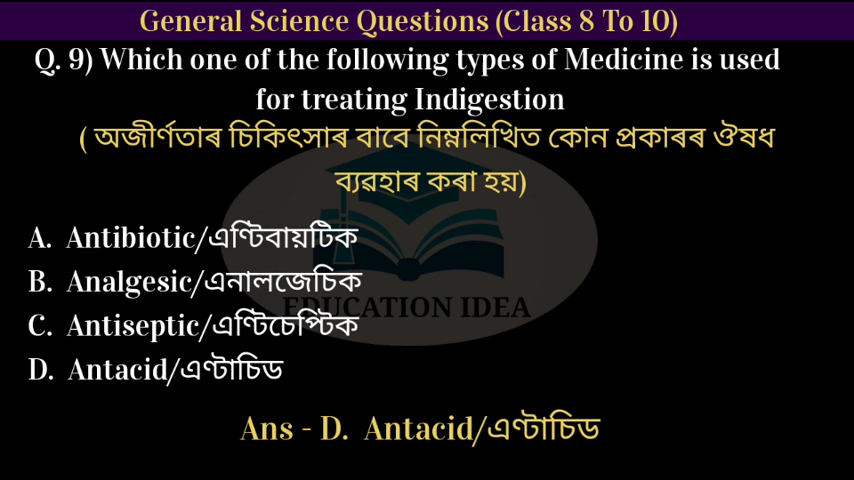 General Science Questions (Class 8 To 10)
Q. 9) Which one of the following types of Medicine is used
for treating Indigestion
( অজীৰ্ণতাৰ চিকিৎসাৰ বাবে নিম্নলিখিত কোন প্ৰকাৰৰ ঔষধ
ব্যৱহাৰ কৰা হয়)
A. Antibiotic/এণ্টিবায়টিক
B. Analgesic/এনালজেচিক
C. Antiseptic/এণ্টিচেপ্টিক
EDUCATION IDEA
D. Antacid/এণ্টাচিড
Ans - D. Antacid/এণ্টাচিড